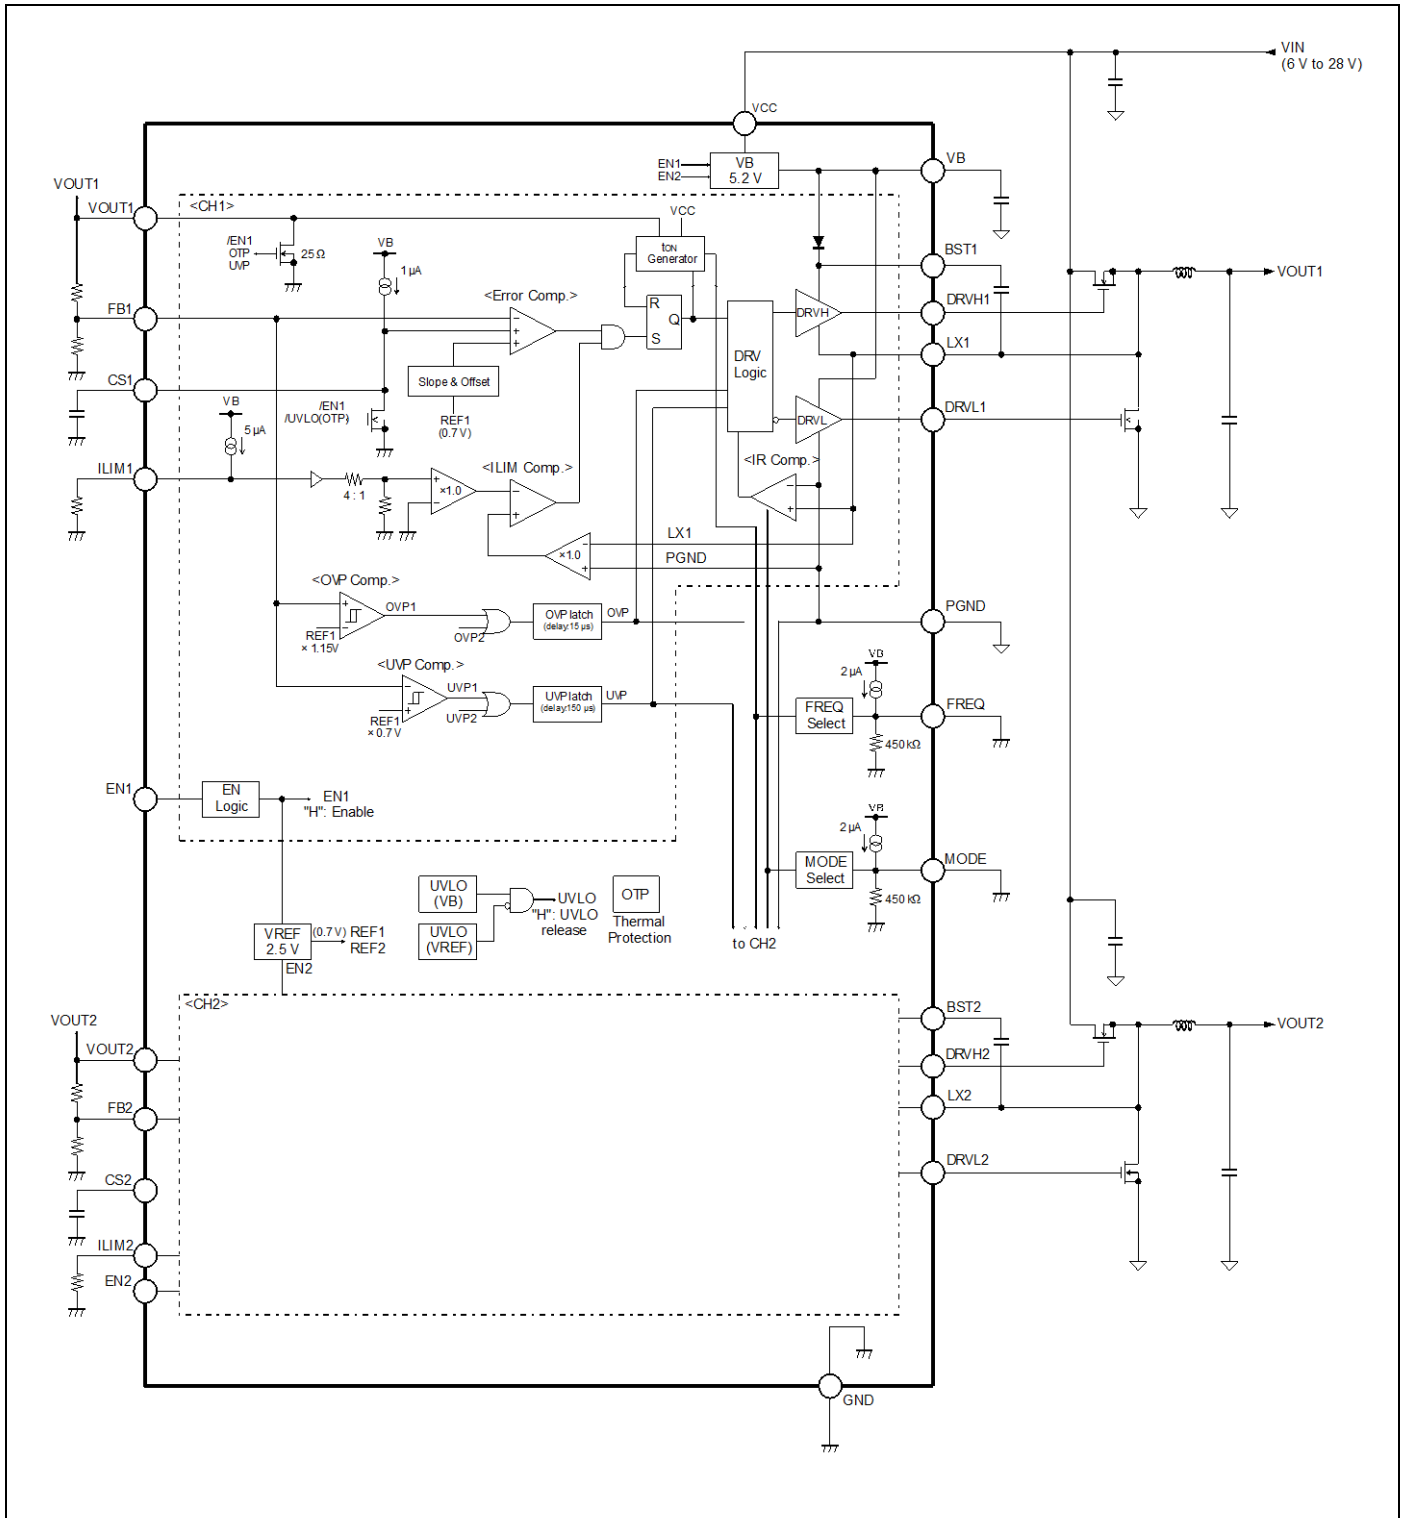 VIN
(6 V to 28 V)
VCC
VB
EN1
EN2
VB
5.2 V
VOUT1
VOUT1
<CH1>
VCC
/EN1
OTP
UVP
25Ω
VB
tON
Generator
BST1
VOUT1
1 µA
<Error Comp.>
R
Q
S
DRVH
DRVH1
FB1
−
+
+
DRV
Logic
LX1
Slope & Offset
CS1
VB
/EN1
/UVLO(OTP)
REF1
(0.7 V)
DRVL
DRVL1
5 µA
<IR Comp.>
<ILIM Comp.>
ILIM1
4 : 1
+
−
×1.0
−
+
−
+
LX1
PGND
×1.0
−
+
<OVP Comp.>
+
−
OVP1
OVP2
REF1
× 1.15V
OVP latch
(delay:15 µs)
OVP
PGND
<UVP Comp.>
−
+
UVP1
UVP2
REF1
× 0.7 V
UVP latch
(delay:150 µs)
UVP
VB
2 µA
FREQ
Select
FREQ
450 kΩ
EN1
EN
Logic
EN1
"H": Enable
VB
2 µA
MODE
Select
MODE
450 kΩ
UVLO
(VB)
UVLO
(VREF)
UVLO
"H": UVLO
release
OTP
Thermal
Protection
VREF
2.5 V
(0.7 V)
REF1
REF2
EN2
to CH2
<CH2>
VOUT2
VOUT2
BST2
VOUT2
DRVH2
FB2
LX2
CS2
DRVL2
ILIM2
EN2
GND